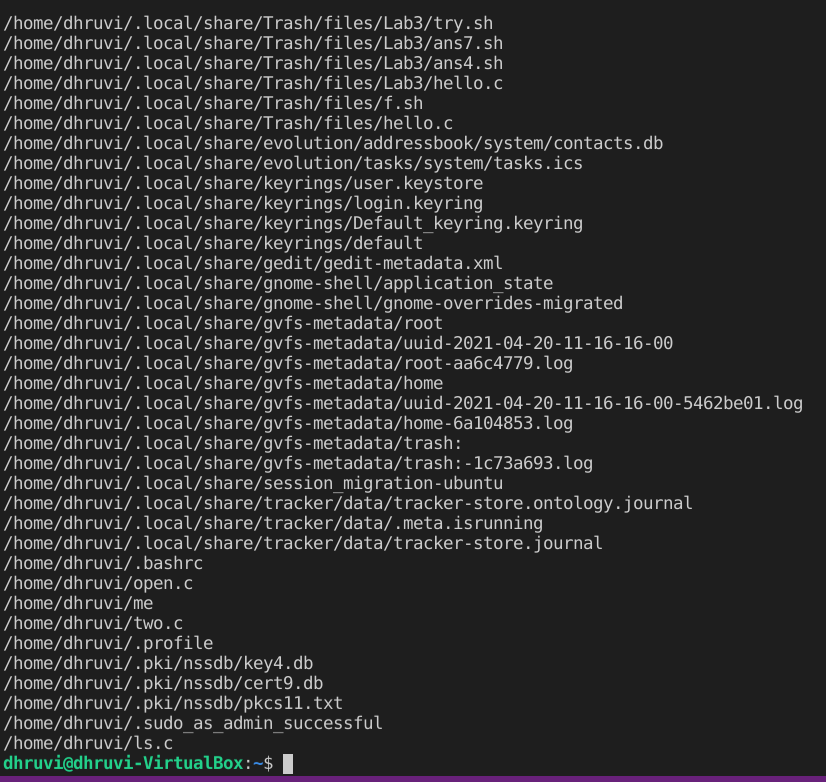 /home/dhruvi/.local/share/Trash/files/Lab3/try.sh
/home/dhruvi/.local/share/Trash/files/Lab3/ans7.sh
/home/dhruvi/.local/share/Trash/files/Lab3/ans4.sh
/home/dhruvi/.local/share/Trash/files/Lab3/hello.c
/home/dhruvi/.local/share/Trash/files/f.sh
/home/dhruvi/.local/share/Trash/files/hello.c
/home/dhruvi/.local/share/evolution/addressbook/system/contacts.db
/home/dhruvi/.local/share/evolution/tasks/system/tasks.ics
/home/dhruvi/.local/share/keyrings/user.keystore
/home/dhruvi/.local/share/keyrings/login.keyring
/home/dhruvi/.local/share/keyrings/Default_keyring.keyring
/home/dhruvi/.local/share/keyrings/default
/home/dhruvi/.local/share/gedit/gedit-metadata.xml
/home/dhruvi/.local/share/gnome-shell/application_state
/home/dhruvi/.local/share/gnome-shell/gnome-overrides-migrated
/home/dhruvi/.local/share/gvfs-metadata/root
/home/dhruvi/.local/share/gvfs-metadata/uuid-2021-04-20-11-16-16-00
/home/dhruvi/.local/share/gvfs-metadata/root-aa6c4779.log
/home/dhruvi/.local/share/gvfs-metadata/home
/home/dhruvi/.local/share/gvfs-metadata/uuid-2021-04-20-11-16-16-00-5462be01.log
/home/dhruvi/.local/share/gvfs-metadata/home-6a104853.log
/home/dhruvi/.local/share/gvfs-metadata/trash:
/home/dhruvi/.local/share/gvfs-metadata/trash:-1c73a693.log
/home/dhruvi/.local/share/session_migration-ubuntu
/home/dhruvi/.local/share/tracker/data/tracker-store.ontology.journal
/home/dhruvi/.local/share/tracker/data/.meta.isrunning
/home/dhruvi/.local/share/tracker/data/tracker-store.journal
/home/dhruvi/.bashrc
/home/dhruvi/open.c
/home/dhruvi/me
/home/dhruvi/two.c
/home/dhruvi/.profile
/home/dhruvi/.pki/nssdb/key4.db
/home/dhruvi/.pki/nssdb/cert9.db
/home/dhruvi/.pki/nssdb/pkcs11.txt
/home/dhruvi/.sudo_as_admin_successful
/home/dhruvi/ls.c
dhruvi@dhruvi-VirtualBox:~$